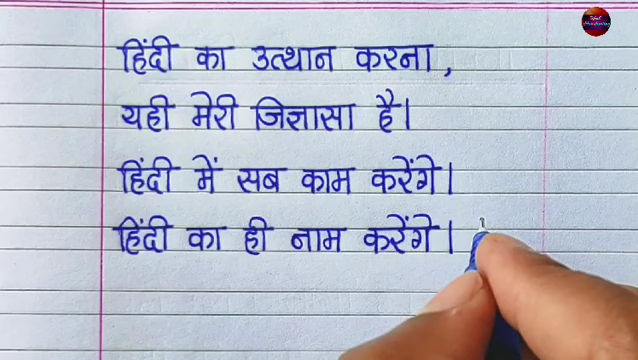 हिंदी का उत्थान करना,
यही मेरी जिज्ञासा है।
हिंदी में सब काम करेंगे।
हिंदी का ही नाम करेंगे।